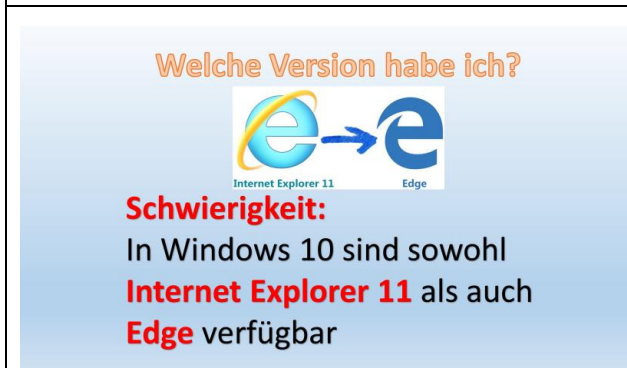 Welche Version habe ich?
Internet Explorer 11 Edge
Schwierigkeit:
In Windows 10 sind sowohl
Internet Explorer 11 als auch
Edge verfügbar